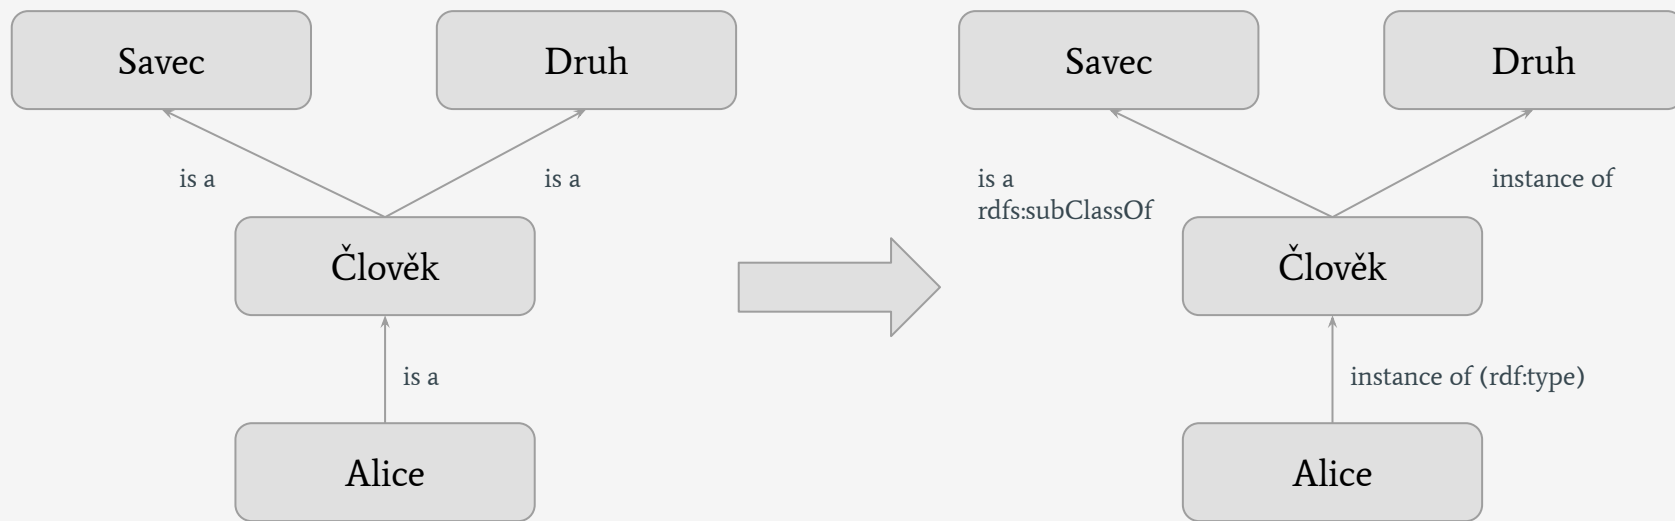 Savec
Druh
is a
is a
Člověk
is a
Alice
Savec
Druh
is a
rdfs:subClassOf
instance of
Člověk
instance of (rdf:type)
Alice